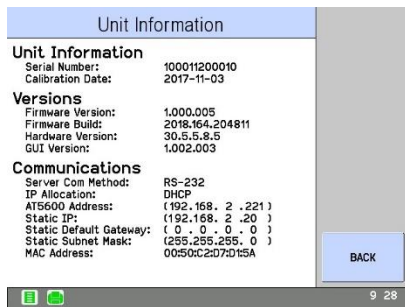 Unit Information
Unit Information
Serial Number: 100011200010
Calibration Date: 2017-11-03
Versions
Firmware Version: 1.000.005
Firmware Build: 2018.164.204811
Hardware Version: 30.5.5.8.5
GUI Version: 1.002.003
Communications
Server Com Method: RS-232
IP Allocation: DHCP
AT5600 Address: (192.168. 2 .221 )
Static IP: (192.168. 2 .20 )
Static Default Gateway: ( 0 . 0 . 0 . 0 )
Static Subnet Mask: (255.255.255. 0 )
MAC Address: 00:50:C2:D7:D1:5A
BACK
9 28